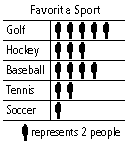 Favorite Sport
Golf
Hockey
Baseball
Tennis
Soccer
represents 2 people